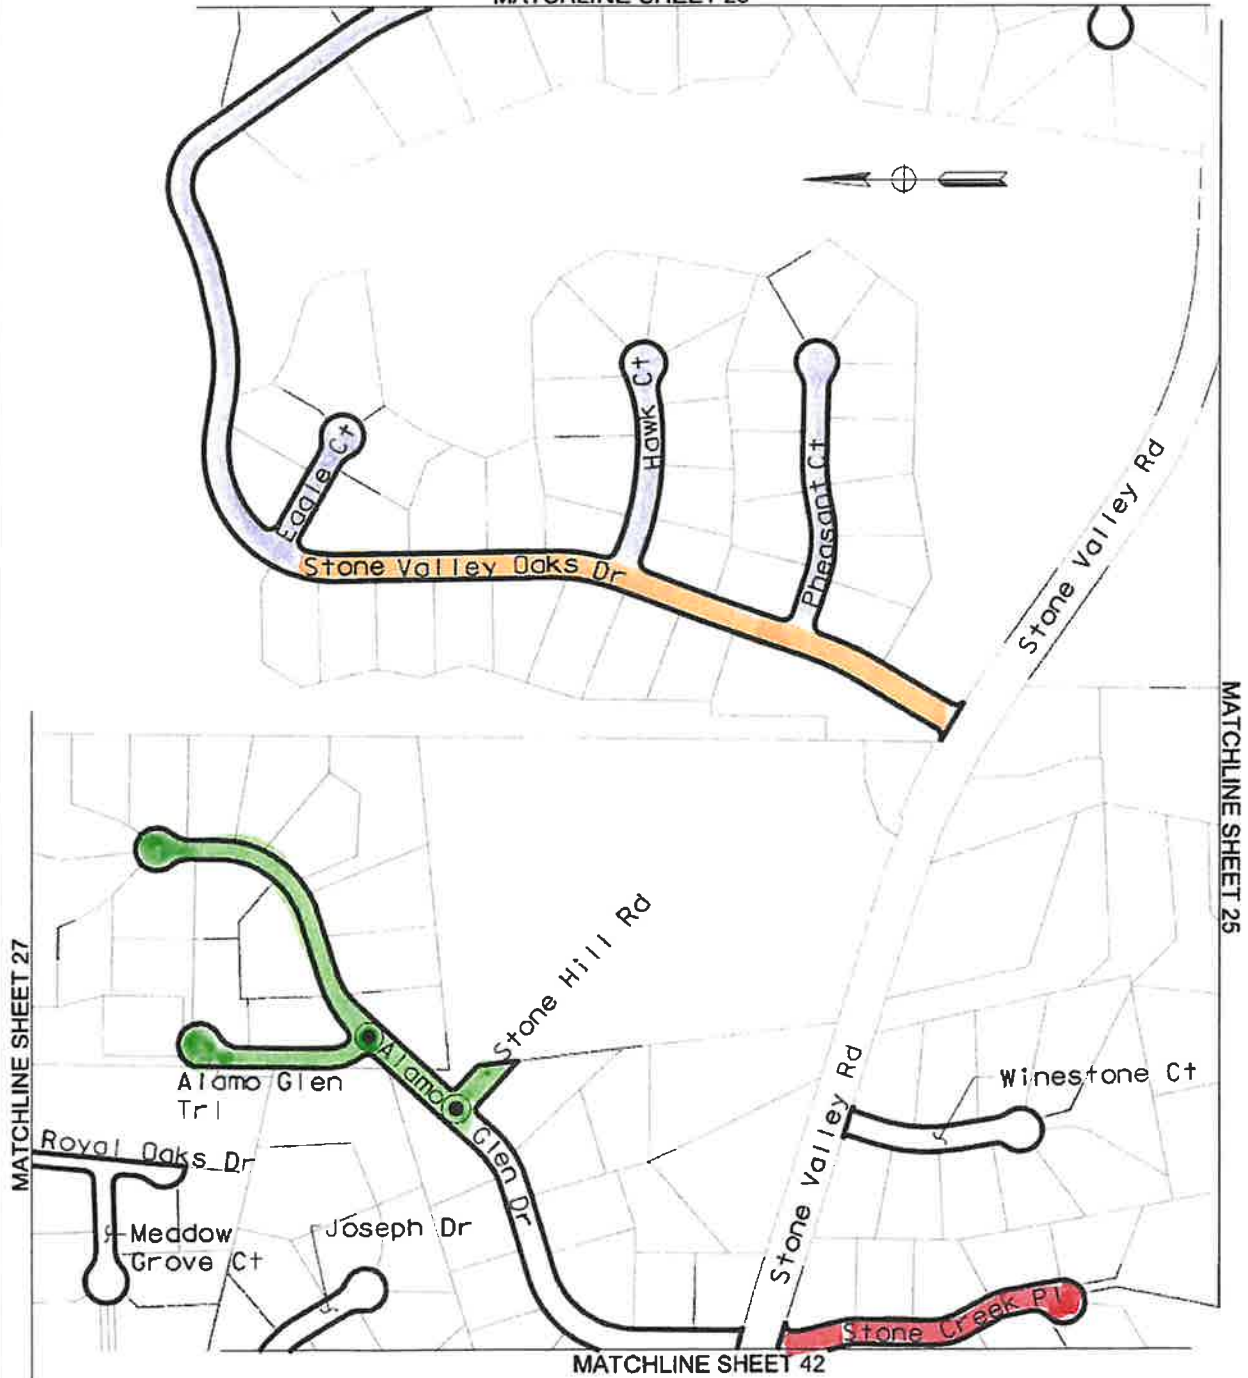 Eagle Ct
Hawk Ct
Pheasant Ct
Stone Valley Oaks Dr
Stone Valley Rd
MATCHLINE SHEET 25
MATCHLINE SHEET 27
Stone Hill Rd
Alamo Glen Dr
Alamo Glen
Trl
Royal Oaks Dr
Meadow
Grove Ct
Joseph Dr
Stone Valley Rd
Winestone Ct
Stone Creek Pl
MATCHLINE SHEET 42